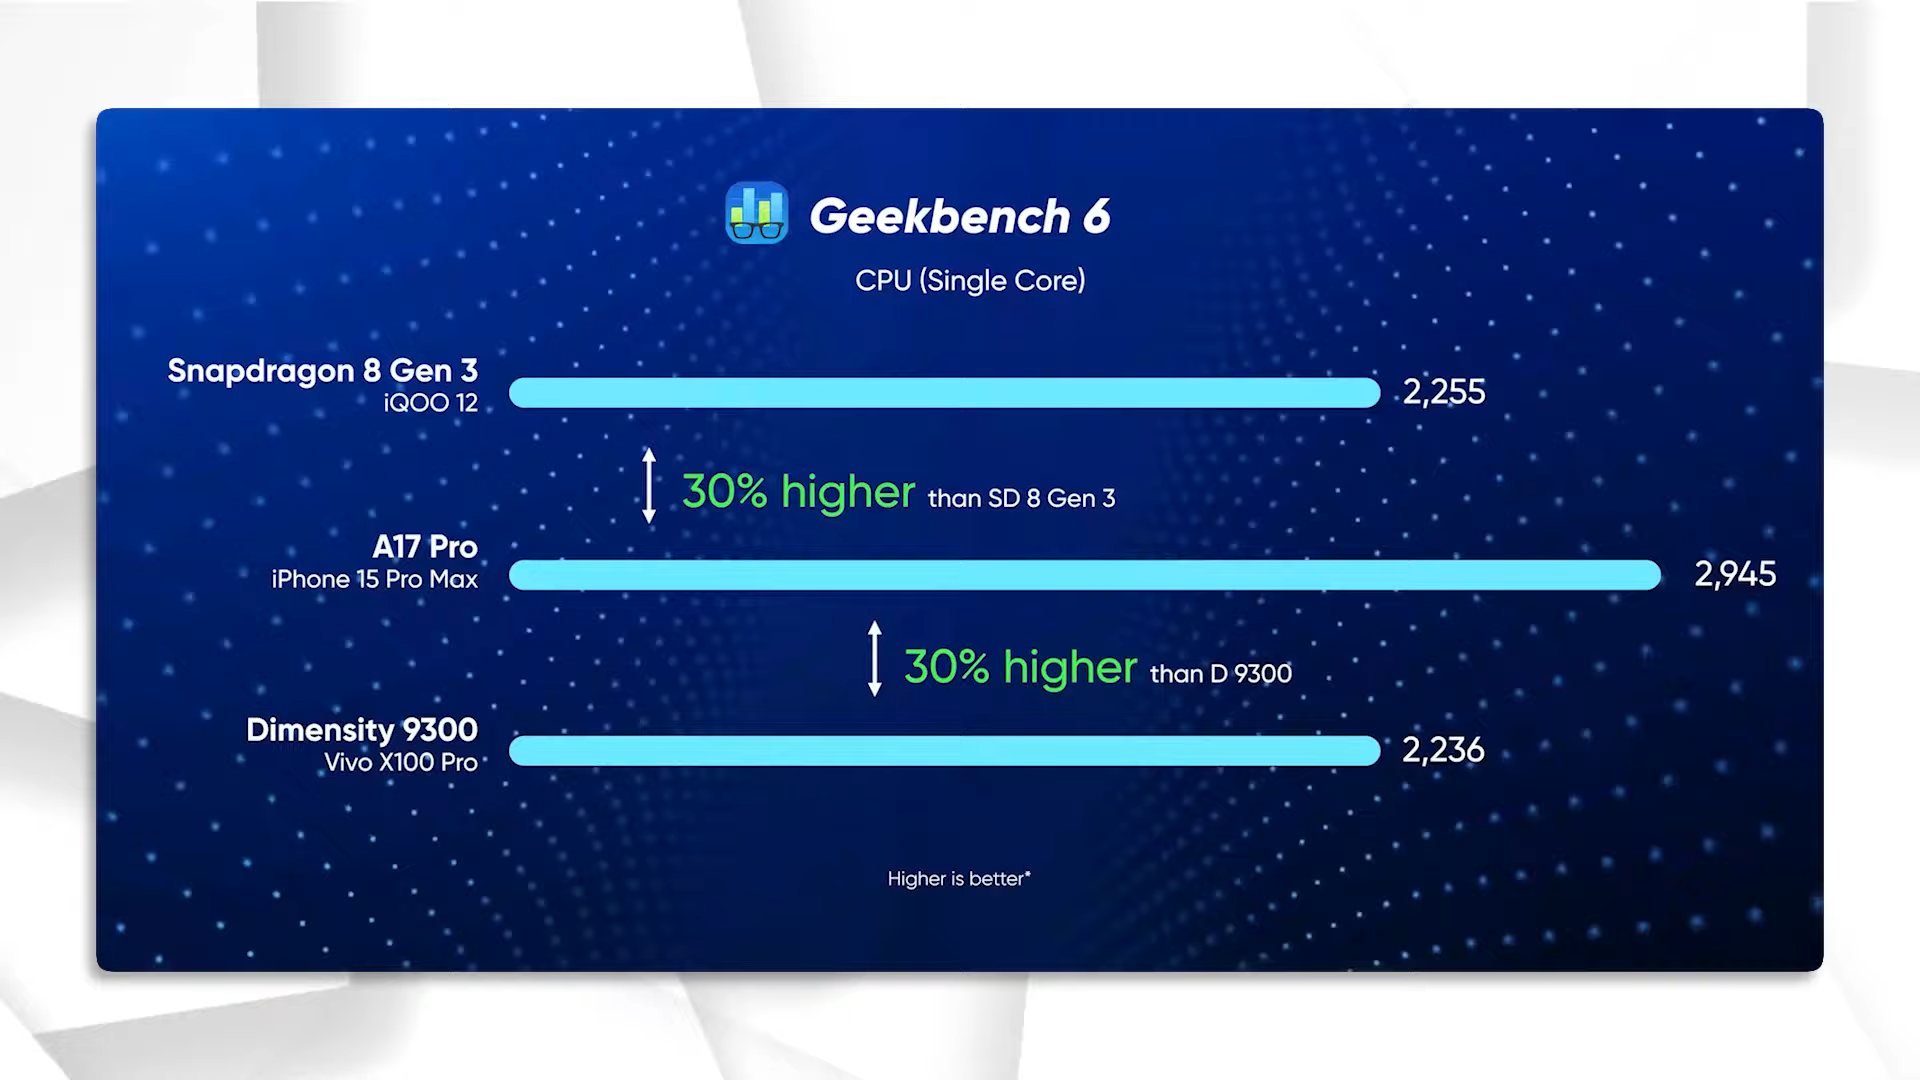 Geekbench 6
CPU (Single Core)
Snapdragon 8 Gen 3
iQOO 12
2,255
30% higher than SD 8 Gen 3
A17 Pro
iPhone 15 Pro Max
2,945
30% higher than D 9300
Dimensity 9300
Vivo X100 Pro
2,236
Higher is better*